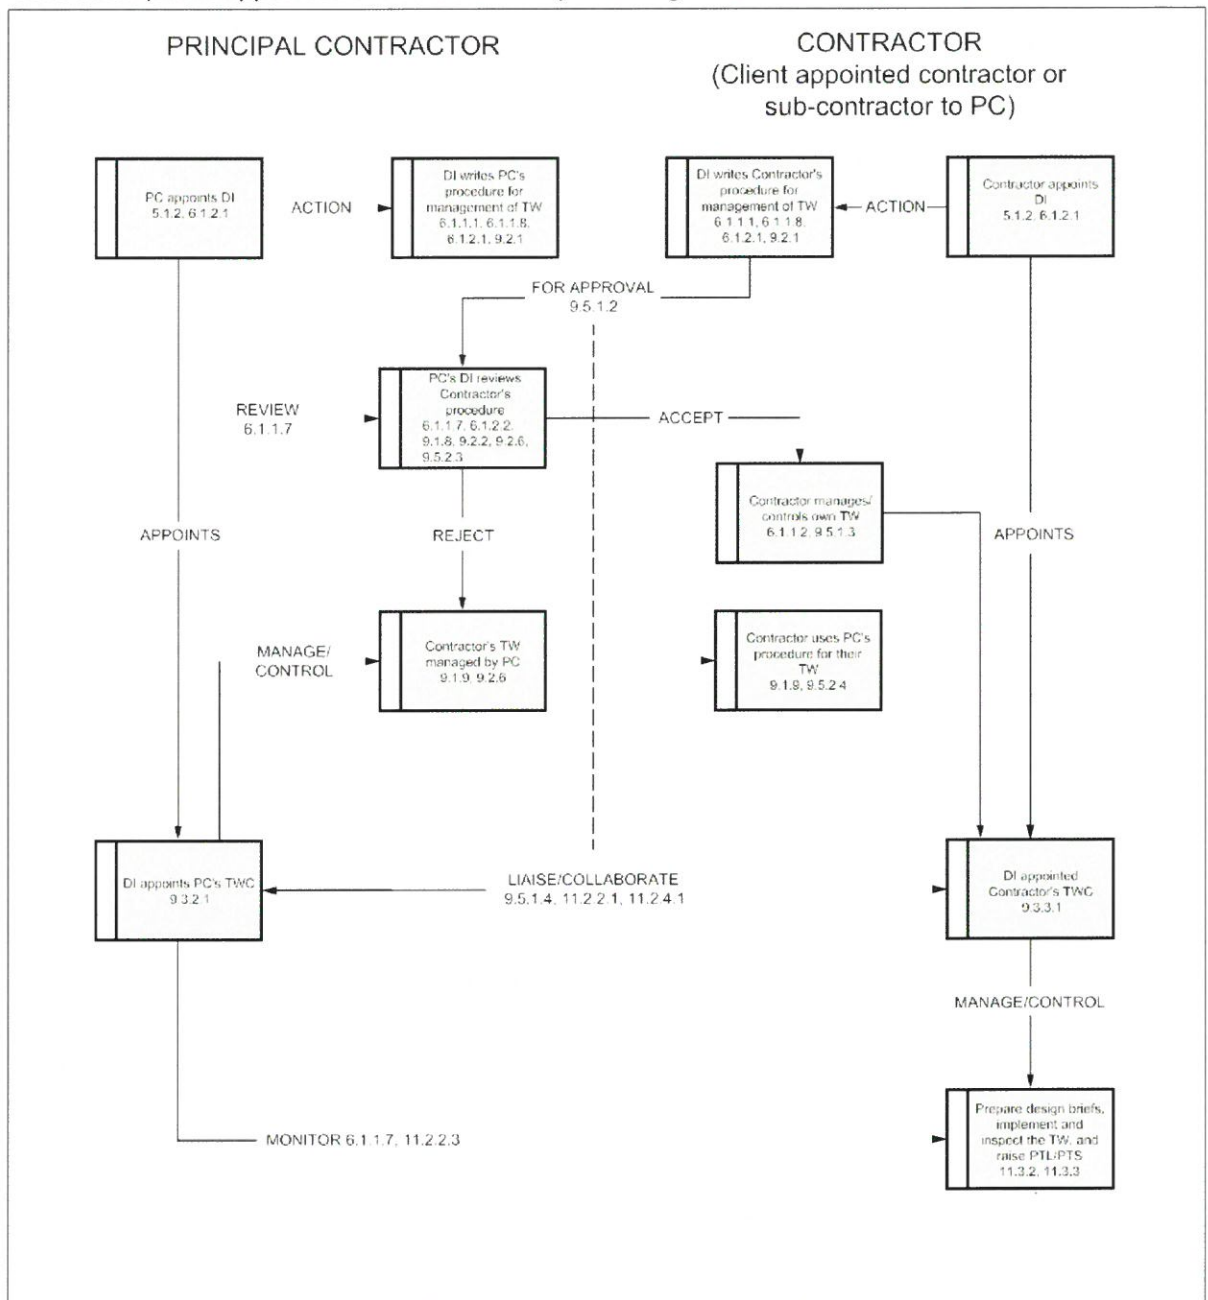 PRINCIPAL CONTRACTOR
CONTRACTOR
(Client appointed contractor or
sub-contractor to PC)
PC appoints DI
5.1.2, 6.1.2.1
ACTION
DI writes PC's
procedure for
management of TW
6.1.1.1, 6.1.1.8,
6.1.2.1, 9.2.1
DI writes Contractor's
procedure for
management of TW
6.1.1.1, 6.1.1.8,
6.1.2.1, 9.2.1
ACTION
Contractor appoints
DI
5.1.2, 6.1.2.1
FOR APPROVAL
9.5.1.2
REVIEW
6.1.1.7
PC's DI reviews
Contractor's
procedure
6.1.1.7, 6.1.2.2,
9.1.8, 9.2.2, 9.2.6,
9.5.2.3
ACCEPT
Contractor manages/
controls own TW
6.1.1.2, 9.5.1.3
APPOINTS
REJECT
APPOINTS
MANAGE/
CONTROL
Contractor's TW
managed by PC
9.1.9, 9.2.6
Contractor uses PC's
procedure for their
TW
9.1.9, 9.5.2.4
DI appoints PC's TWC
9.3.2.1
LIAISE/COLLABORATE
9.5.1.4, 11.2.2.1, 11.2.4.1
DI appointed
Contractor's TWC
9.3.3.1
MANAGE/CONTROL
MONITOR 6.1.1.7, 11.2.2.3
Prepare design briefs,
implement and
inspect the TW, and
raise PTL/PTS
11.3.2, 11.3.3